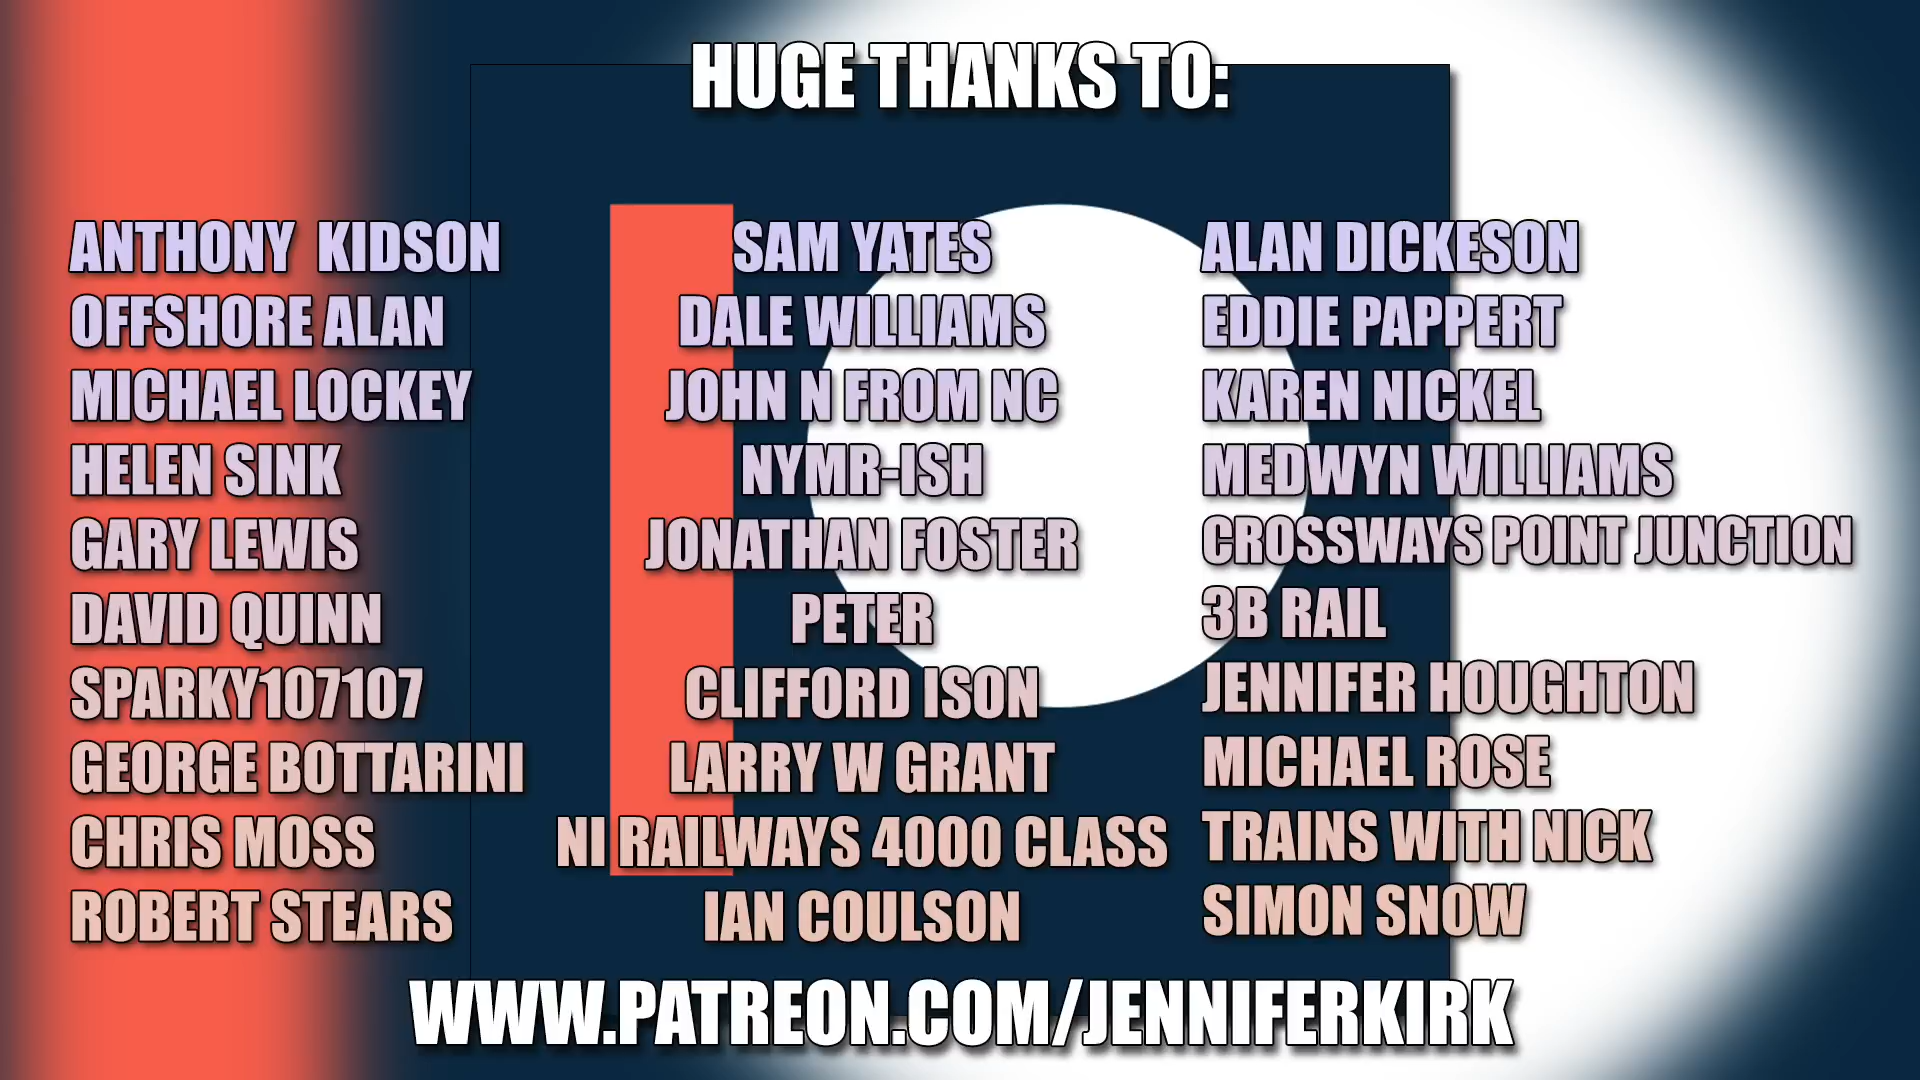 HUGE THANKS TO:
ANTHONY  KIDSON
OFFSHORE ALAN
MICHAEL LOCKEY
HELEN SINK
GARY LEWIS
DAVID QUINN
SPARKY107107
GEORGE BOTTARINI
CHRIS MOSS
ROBERT STEARS
SAM YATES
DALE WILLIAMS
JOHN N FROM NC
NYMR-ISH
JONATHAN FOSTER
PETER
CLIFFORD ISON
LARRY W GRANT
NI RAILWAYS 4000 CLASS
IAN COULSON
ALAN DICKESON
EDDIE PAPPERT
KAREN NICKEL
MEDWYN WILLIAMS
CROSSWAYS POINT JUNCTION
3B RAIL
JENNIFER HOUGHTON
MICHAEL ROSE
TRAINS WITH NICK
SIMON SNOW
WWW.PATREON.COM/JENNIFERKIRK